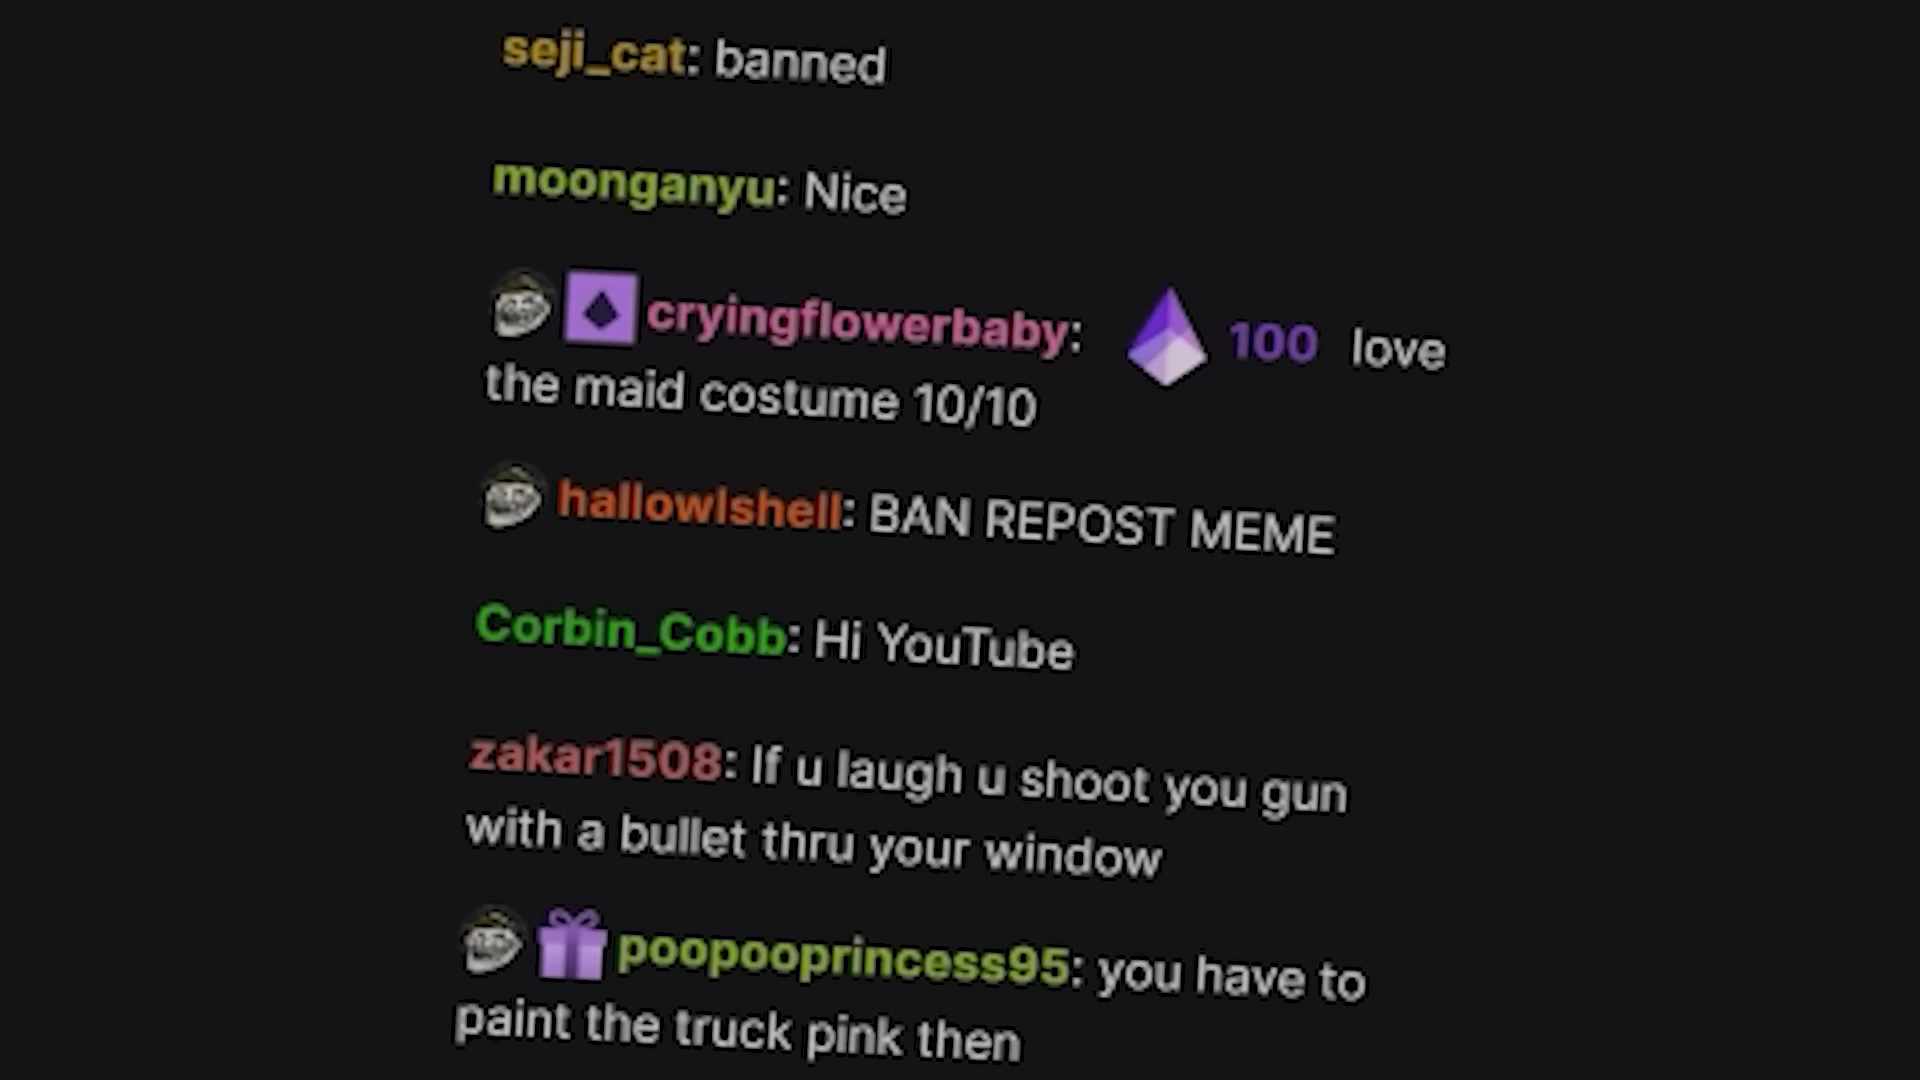 seji_cat: banned
moonganyu: Nice
cryingflowerbaby: 100 love
the maid costume 10/10
hallowlshell: BAN REPOST MEME
Corbin_Cobb: Hi YouTube
zakar1508: If u laugh u shoot you gun
with a bullet thru your window
poopooprincess95: you have to
paint the truck pink then